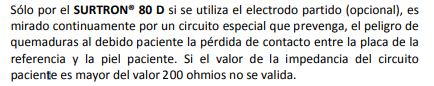 Sólo por el SURTRON® 80 D si se utiliza el electrodo partido (opcional), es
mirado continuamente por un circuito especial que prevenga, el peligro de
quemaduras al debido paciente la pérdida de contacto entre la placa de la
referencia y la piel paciente. Si el valor de la impedancia del circuito
paciente es mayor del valor 200 ohmios no se valida.